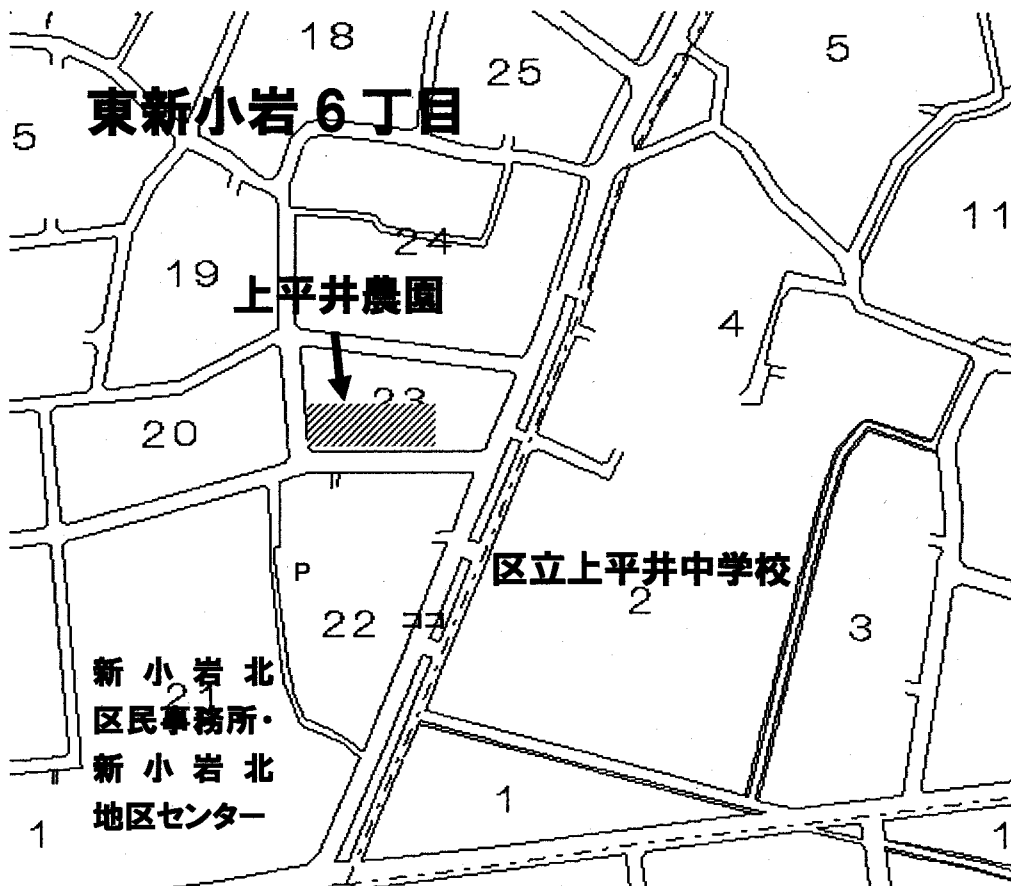 18
25
5
東新小岩6丁目
5
11
24
19
上平井農園
4
23
20
区立上平井中学校
P
2
22
3
新小岩北
21
区民事務所・
新小岩北
地区センター
1
1
1